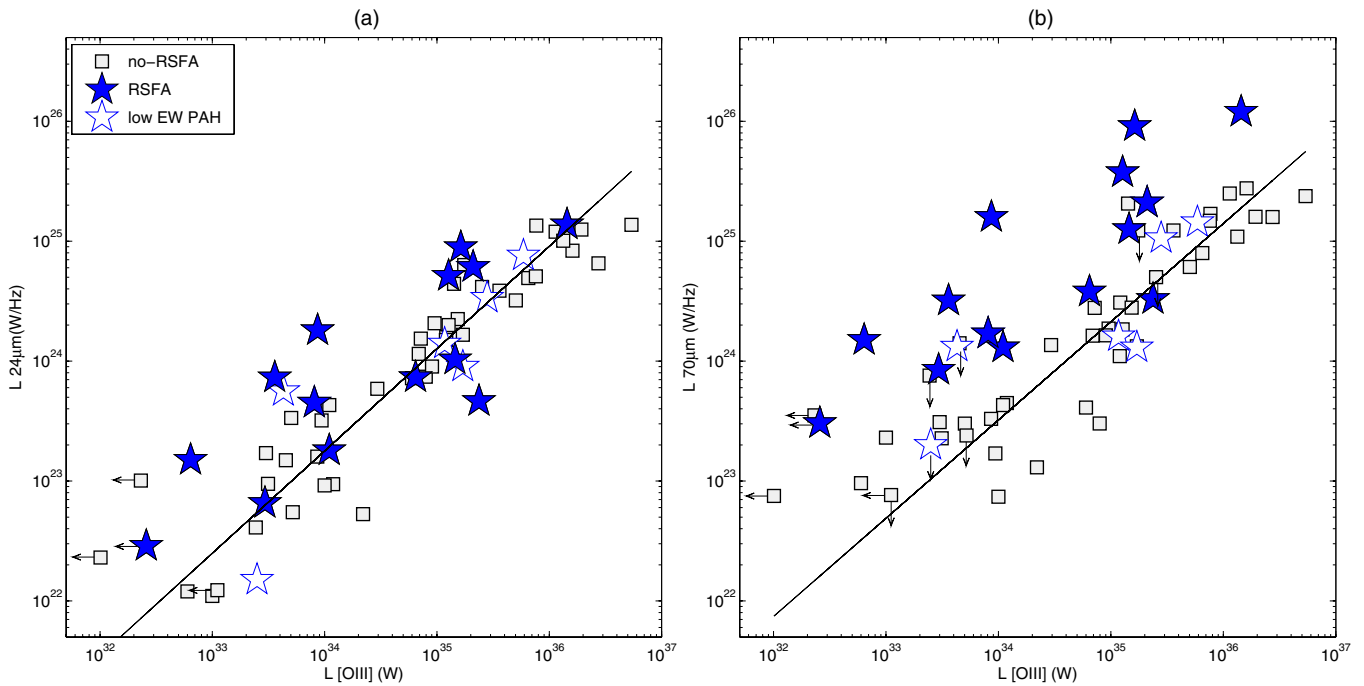 (a)
(b)
no-RSFA
RSFA
low EW PAH
L 24μm(W/Hz)
10^26
10^25
10^24
10^23
10^22
10^32
10^33
10^34
10^35
10^36
10^37
L [OIII] (W)
L 70μm (W/Hz)
10^26
10^25
10^24
10^23
10^22
10^32
10^33
10^34
10^35
10^36
10^37
L [OIII] (W)